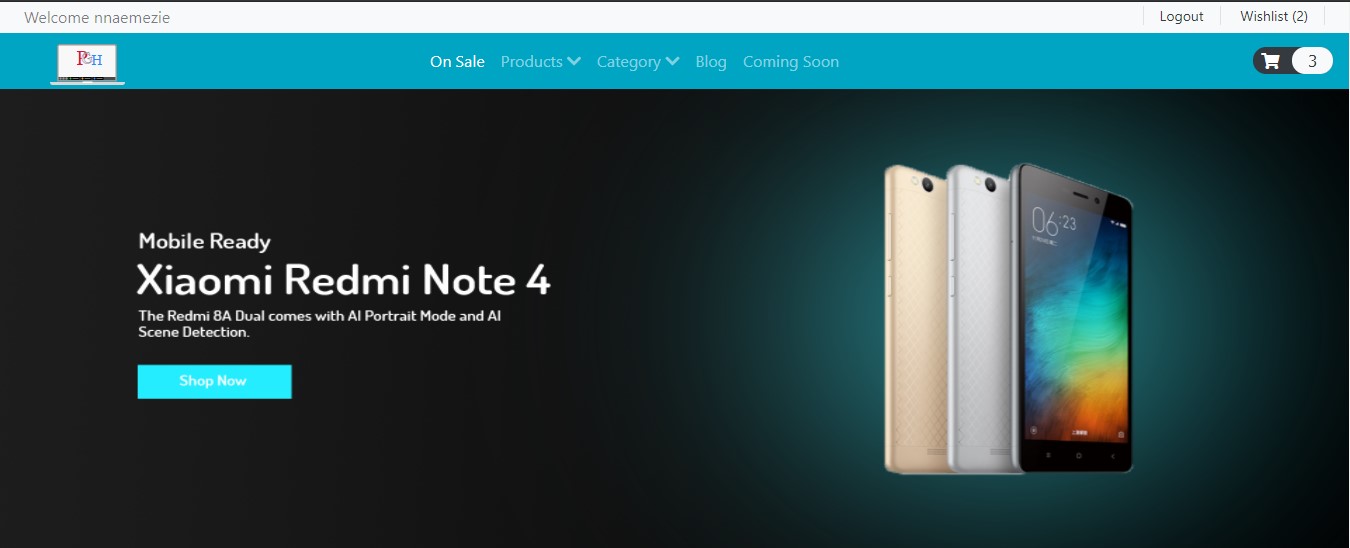 Welcome nnaemezie
Logout
Wishlist (2)
P&H
On Sale
Products
Category
Blog
Coming Soon
3
Mobile Ready
Xiaomi Redmi Note 4
The Redmi 8A Dual comes with AI Portrait Mode and AI
Scene Detection.
Shop Now
06:23